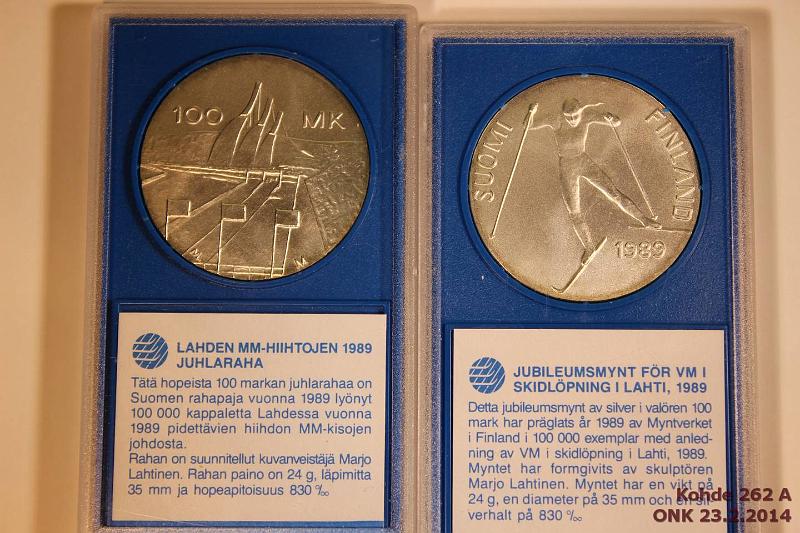 100 MK
M M
LAHDEN MM-HIIHTOJEN 1989
JUHLARAHA
Tätä hopeista 100 markan juhlarahaa on
Suomen rahapaja vuonna 1989 lyönyt
100 000 kappaletta Lahdessa vuonna
1989 pidettävien hiihdon MM-kisojen
johdosta.
Rahan on suunnitellut kuvanveistäjä Marjo
Lahtinen. Rahan paino on 24 g, läpimitta
35 mm ja hopeapitoisuus 830 ‰
SUOMI FINLAND
1989
JUBILEUMSMYNT FÖR VM I
SKIDLÖPNING I LAHTI, 1989
Detta jubileumsmynt av silver i valören 100
mark har präglats år 1989 av Myntverket
i Finland i 100 000 exemplar med anled-
ning av VM i skidlöpning i Lahti, 1989.
Myntet har formgivits av skulptören
Marjo Lahtinen. Myntet har en vikt på
24 g, en diameter på 35 mm och en sil-
verhalt på 830 ‰
Kohde 262 A
ONK 23.2.2014